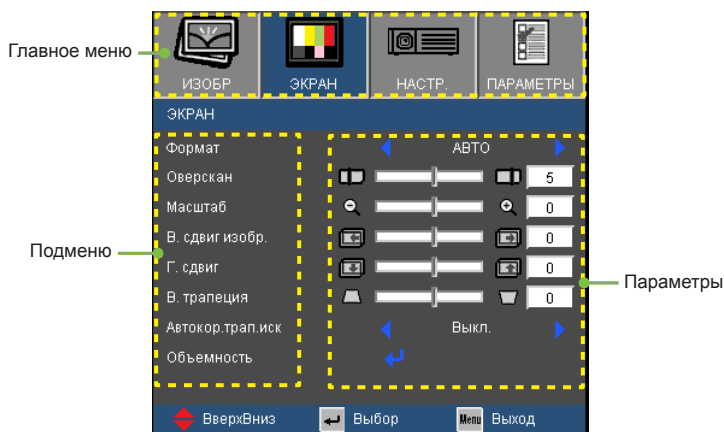 Главное меню
ИЗОБР ЭКРАН НАСТР. ПАРАМЕТРЫ
ЭКРАН
Формат АВТО
Оверскан 5
Масштаб 0
В. сдвиг изобр. 0
Подменю
Г. сдвиг 0
Параметры
В. трапеция 0
Автокор.трап.иск Выкл.
Объемность
ВверхВниз Выбор Menu Выход